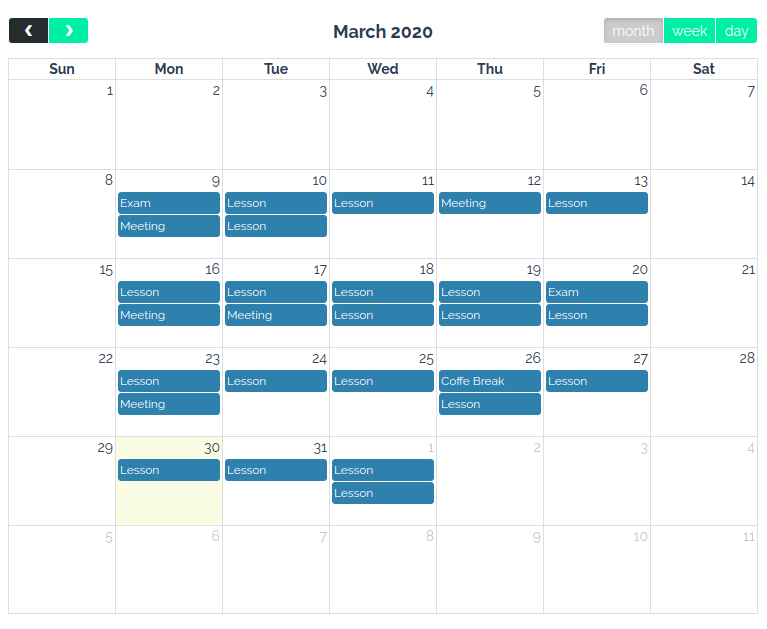 March 2020
month week day
Sun Mon Tue Wed Thu Fri Sat
1 2 3 4 5 6 7
8 9 10 11 12 13 14
Exam Lesson Lesson Meeting Lesson
Meeting Lesson
15 16 17 18 19 20 21
Lesson Lesson Lesson Lesson Exam
Meeting Meeting Lesson Lesson Lesson
22 23 24 25 26 27 28
Lesson Lesson Lesson Coffe Break Lesson
Meeting Lesson
29 30 31 1 2 3 4
Lesson Lesson Lesson
Lesson
5 6 7 8 9 10 11